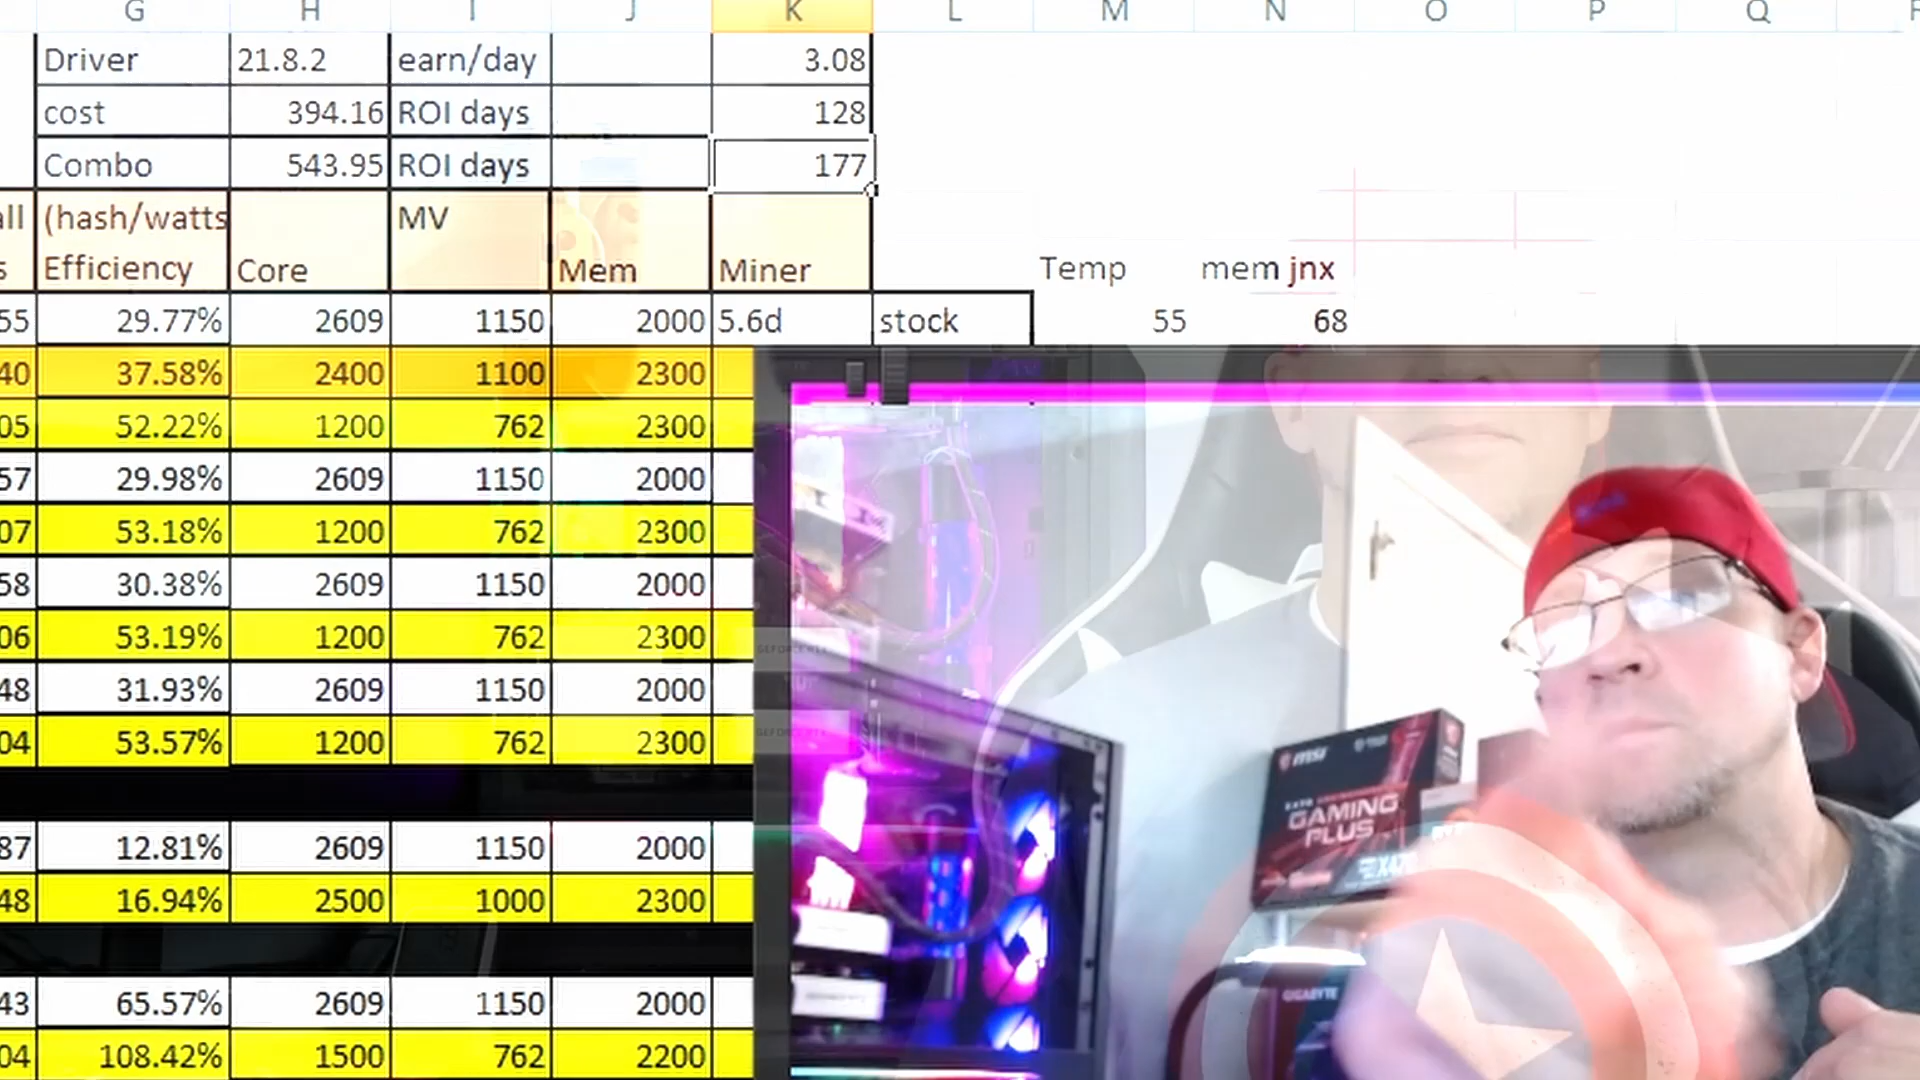 G H I J K L M N O P Q
Driver 21.8.2 earn/day 3.08
cost 394.16 ROI days 128
Combo 543.95 ROI days 177
all (hash/watts MV
s Efficiency Core Mem Miner Temp mem jnx
55 29.77% 2609 1150 2000 5.6d stock 55 68
40 37.58% 2400 1100 2300
05 52.22% 1200 762 2300
57 29.98% 2609 1150 2000
07 53.18% 1200 762 2300
58 30.38% 2609 1150 2000
06 53.19% 1200 762 2300
48 31.93% 2609 1150 2000
04 53.57% 1200 762 2300
87 12.81% 2609 1150 2000
48 16.94% 2500 1000 2300
43 65.57% 2609 1150 2000
04 108.42% 1500 762 2200
GEFORCE RTX
msi
GAMING
PLUS
GIGABYTE